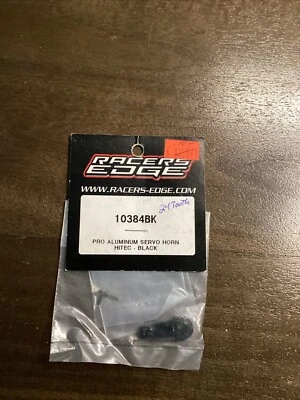 RACERS
EDGE
WWW.RACERS-EDGE.COM
24 Tooth
10384BK
PRO ALUMINUM SERVO HORN
HITEC - BLACK